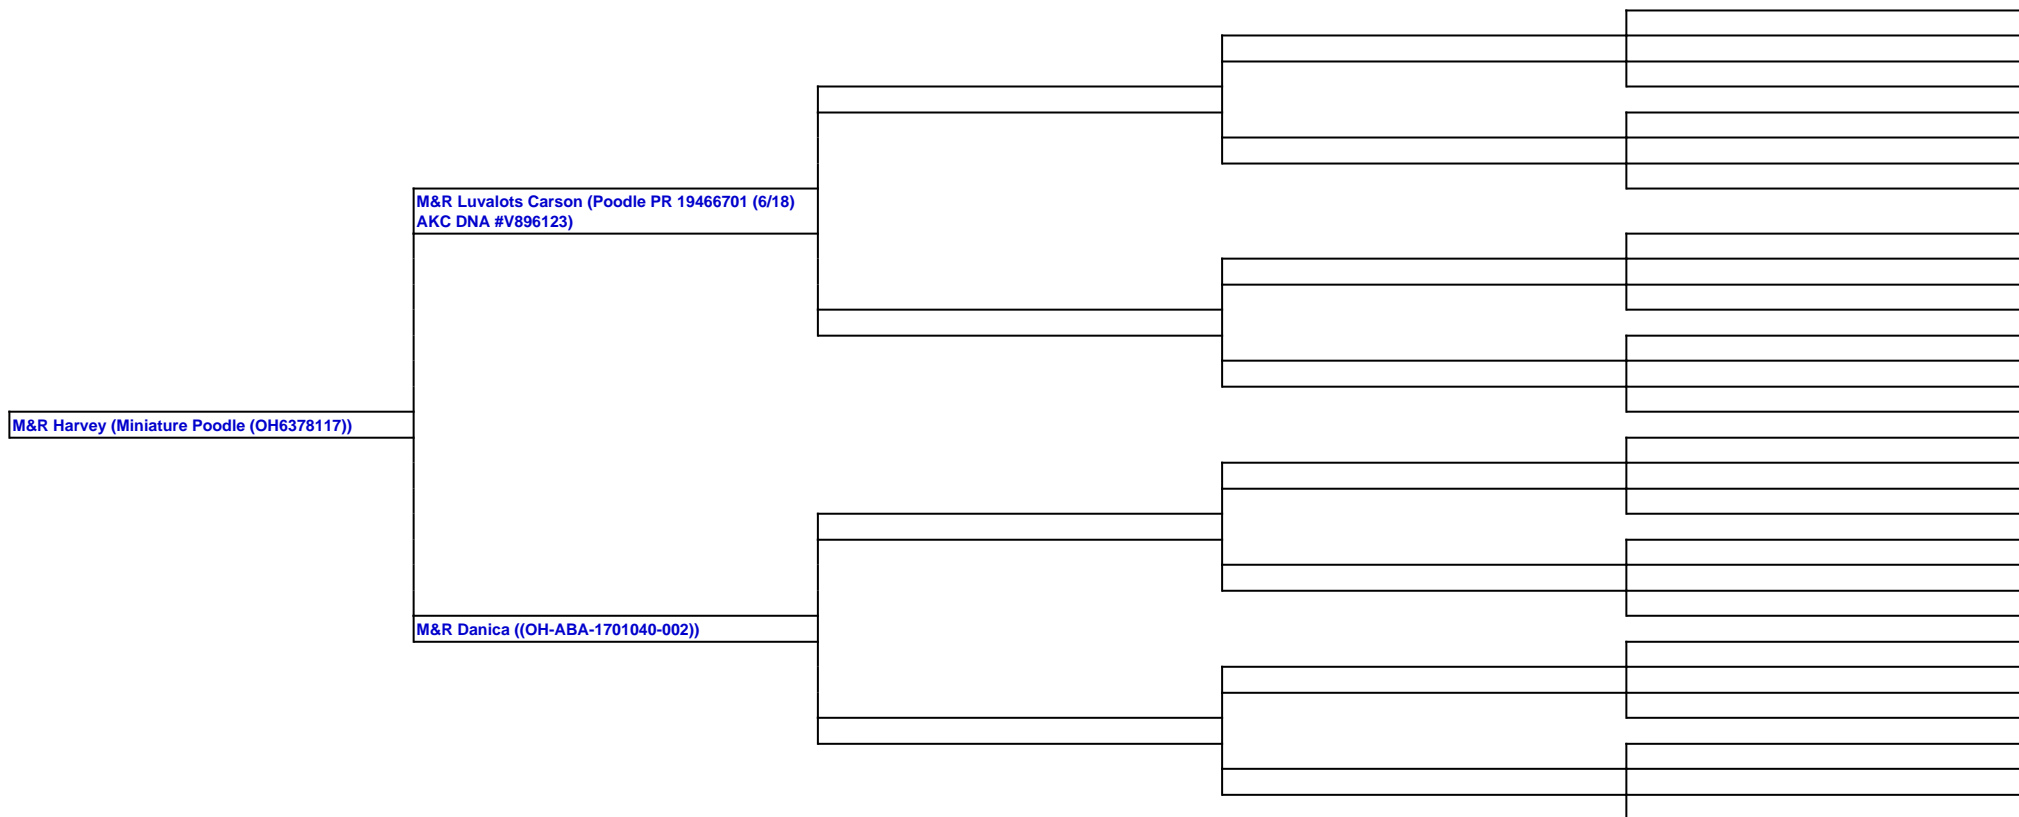 M&R Luvalots Carson (Poodle PR 19466701 (6/18)
AKC DNA #V896123)
M&R Harvey (Miniature Poodle (OH6378117))
M&R Danica ((OH-ABA-1701040-002))